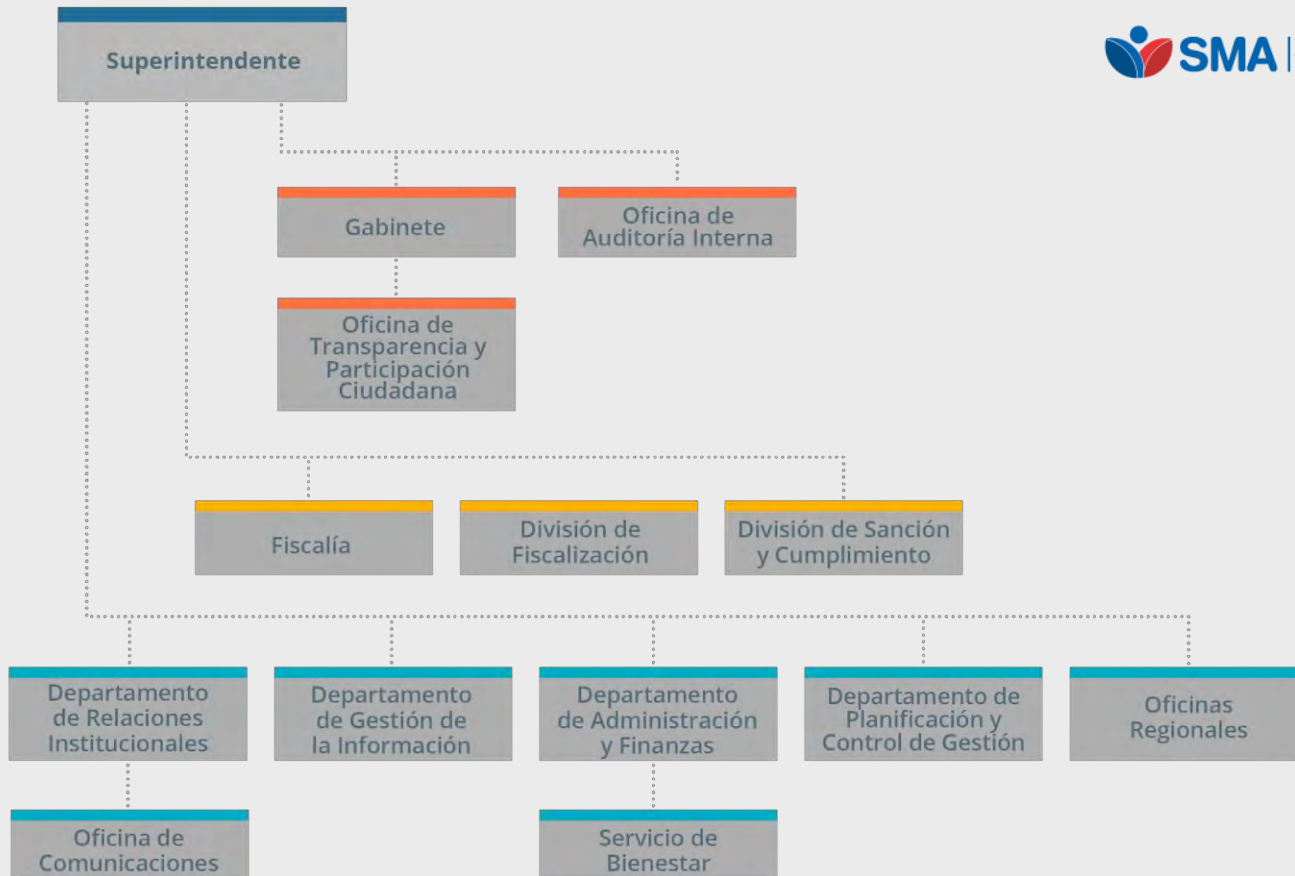 Superintendente
SMA
Gabinete
Oficina de
Auditoría Interna
Oficina de
Transparencia y
Participación
Ciudadana
Fiscalía
División de
Fiscalización
División de Sanción
y Cumplimiento
Departamento
de Relaciones
Institucionales
Departamento
de Gestión de
la Información
Departamento
de Administración
y Finanzas
Departamento de
Planificación y
Control de Gestión
Oficinas
Regionales
Oficina de
Comunicaciones
Servicio de
Bienestar